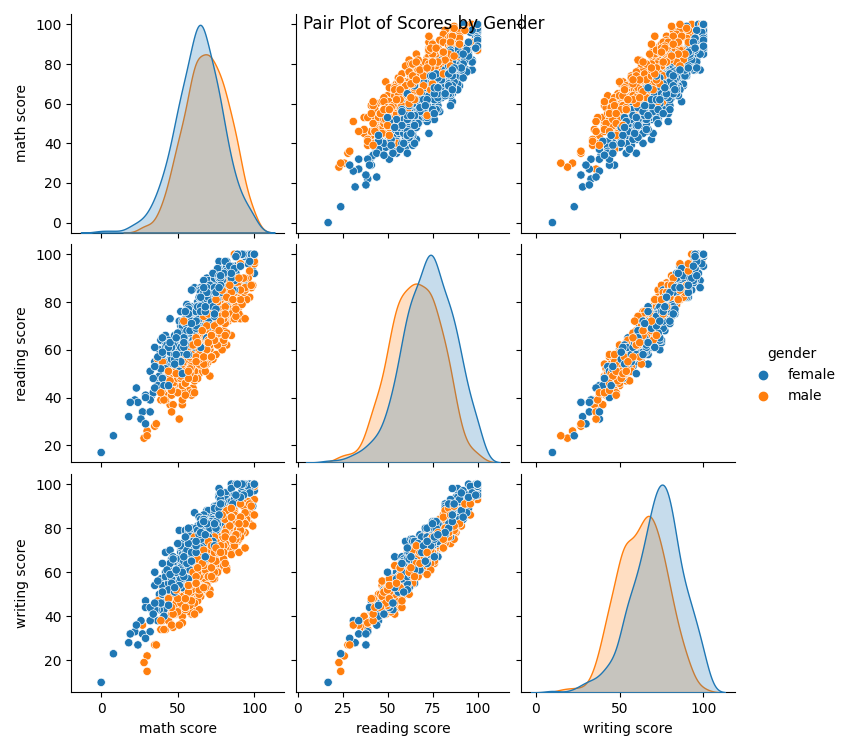 Pair Plot of Scores by Gender
100
80
60
40
20
0
math score
100
80
60
40
20
reading score
gender
female
male
100
80
60
40
20
writing score
0 50 100
0 25 50 75 100
0 50 100
math score
reading score
writing score